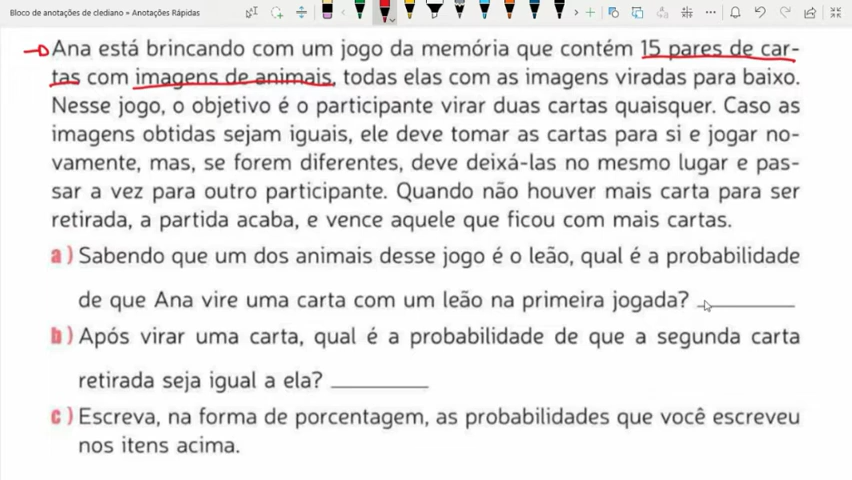 Bloco de anotações de clediano » Anotações Rápidas
Ana está brincando com um jogo da memória que contém 15 pares de car-
tas com imagens de animais, todas elas com as imagens viradas para baixo.
Nesse jogo, o objetivo é o participante virar duas cartas quaisquer. Caso as
imagens obtidas sejam iguais, ele deve tomar as cartas para si e jogar no-
vamente, mas, se forem diferentes, deve deixá-las no mesmo lugar e pas-
sar a vez para outro participante. Quando não houver mais carta para ser
retirada, a partida acaba, e vence aquele que ficou com mais cartas.
a) Sabendo que um dos animais desse jogo é o leão, qual é a probabilidade
de que Ana vire uma carta com um leão na primeira jogada? ________
b) Após virar uma carta, qual é a probabilidade de que a segunda carta
retirada seja igual a ela? ________
c) Escreva, na forma de porcentagem, as probabilidades que você escreveu
nos itens acima.